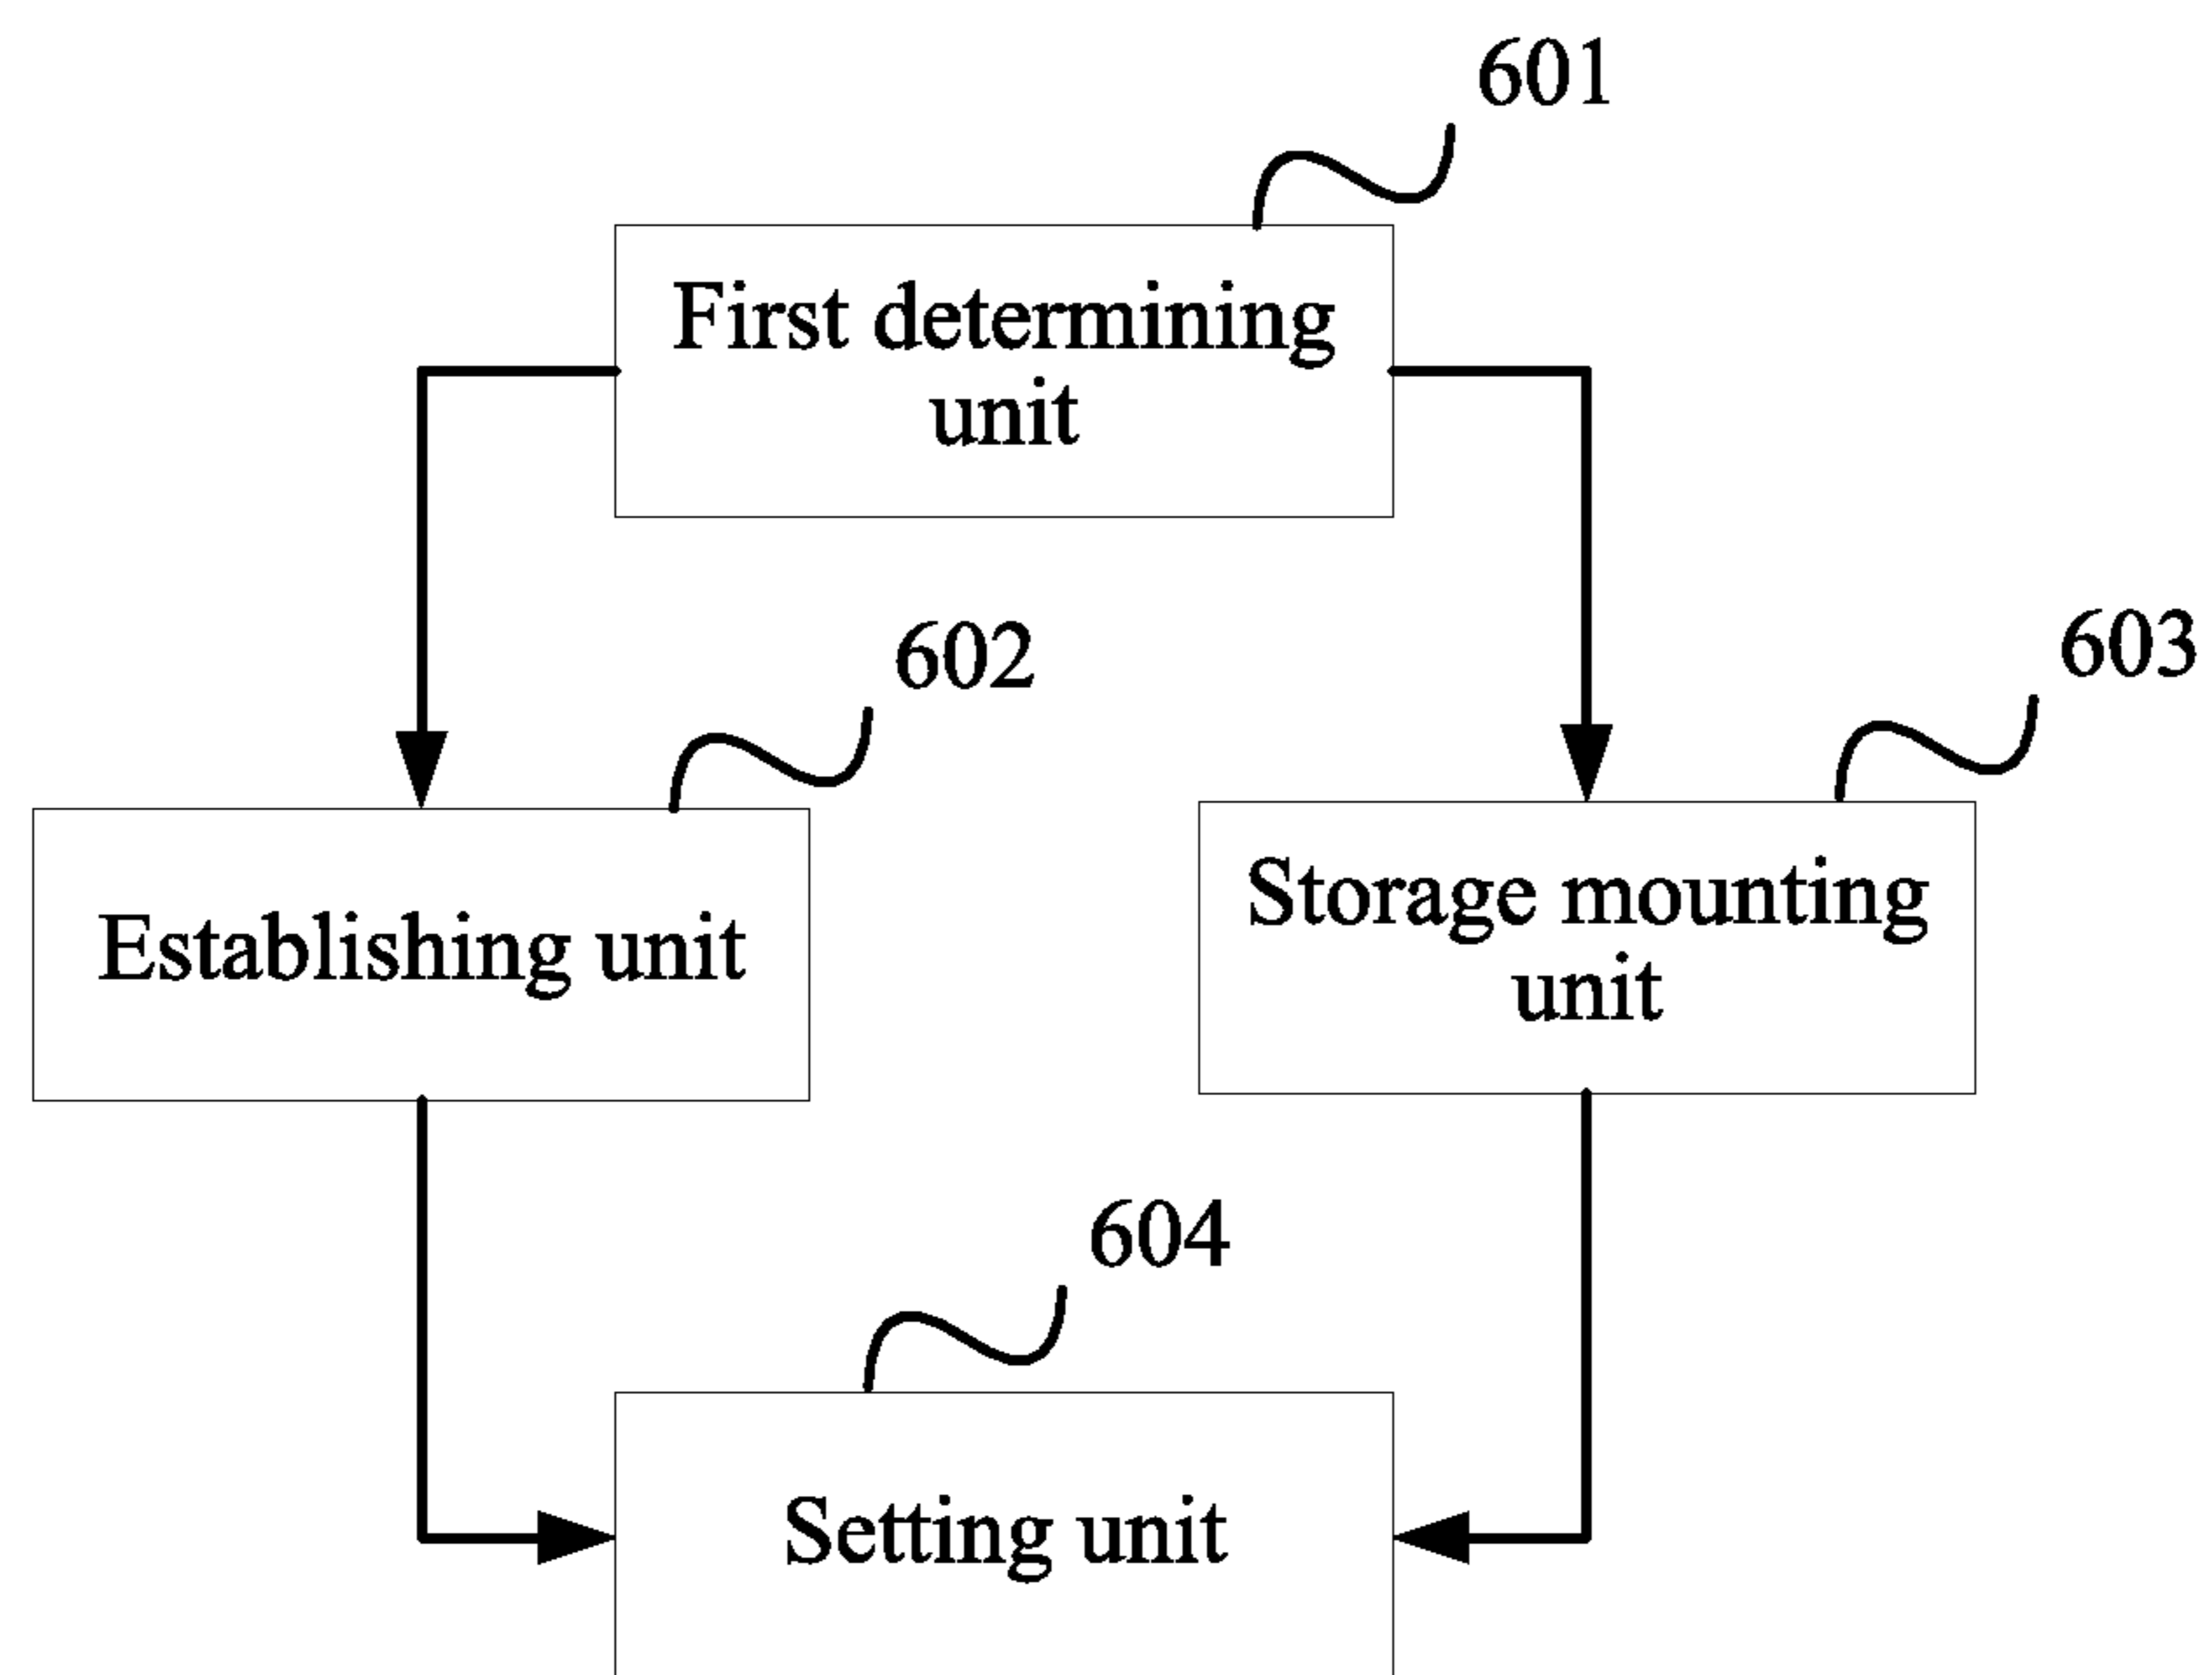 601
First determining
unit
602
603
Establishing unit
Storage mounting
unit
604
Setting unit